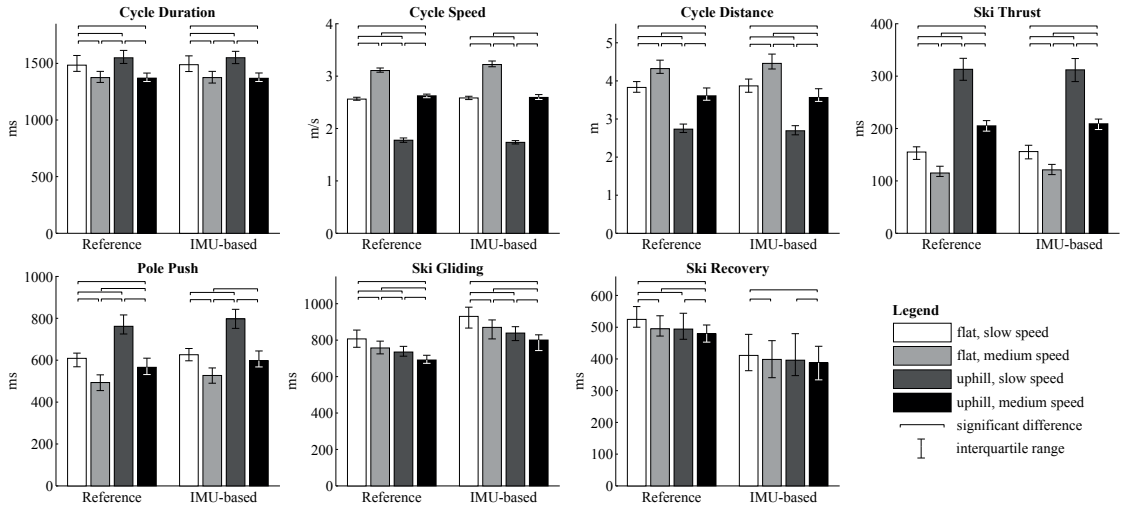 Cycle Duration
ms
1500
1000
500
0
Reference IMU-based
Cycle Speed
m/s
4
3
2
1
0
Reference IMU-based
Cycle Distance
m
5
4
3
2
1
0
Reference IMU-based
Ski Thrust
ms
400
300
200
100
0
Reference IMU-based
Pole Push
ms
1000
800
600
400
200
0
Reference IMU-based
Ski Gliding
ms
1000
800
600
400
200
0
Reference IMU-based
Ski Recovery
ms
600
500
400
300
200
100
0
Reference IMU-based
Legend
flat, slow speed
flat, medium speed
uphill, slow speed
uphill, medium speed
significant difference
interquartile range